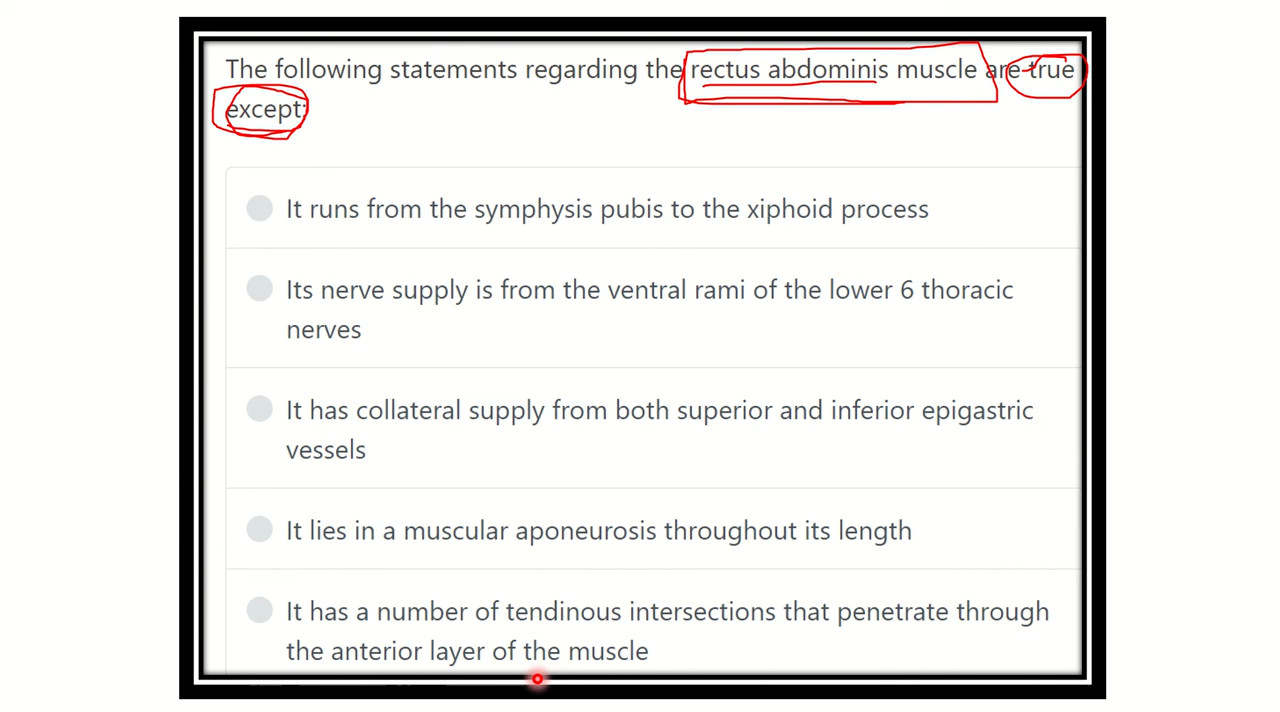 The following statements regarding the rectus abdominis muscle are true
except:
It runs from the symphysis pubis to the xiphoid process
Its nerve supply is from the ventral rami of the lower 6 thoracic
nerves
It has collateral supply from both superior and inferior epigastric
vessels
It lies in a muscular aponeurosis throughout its length
It has a number of tendinous intersections that penetrate through
the anterior layer of the muscle